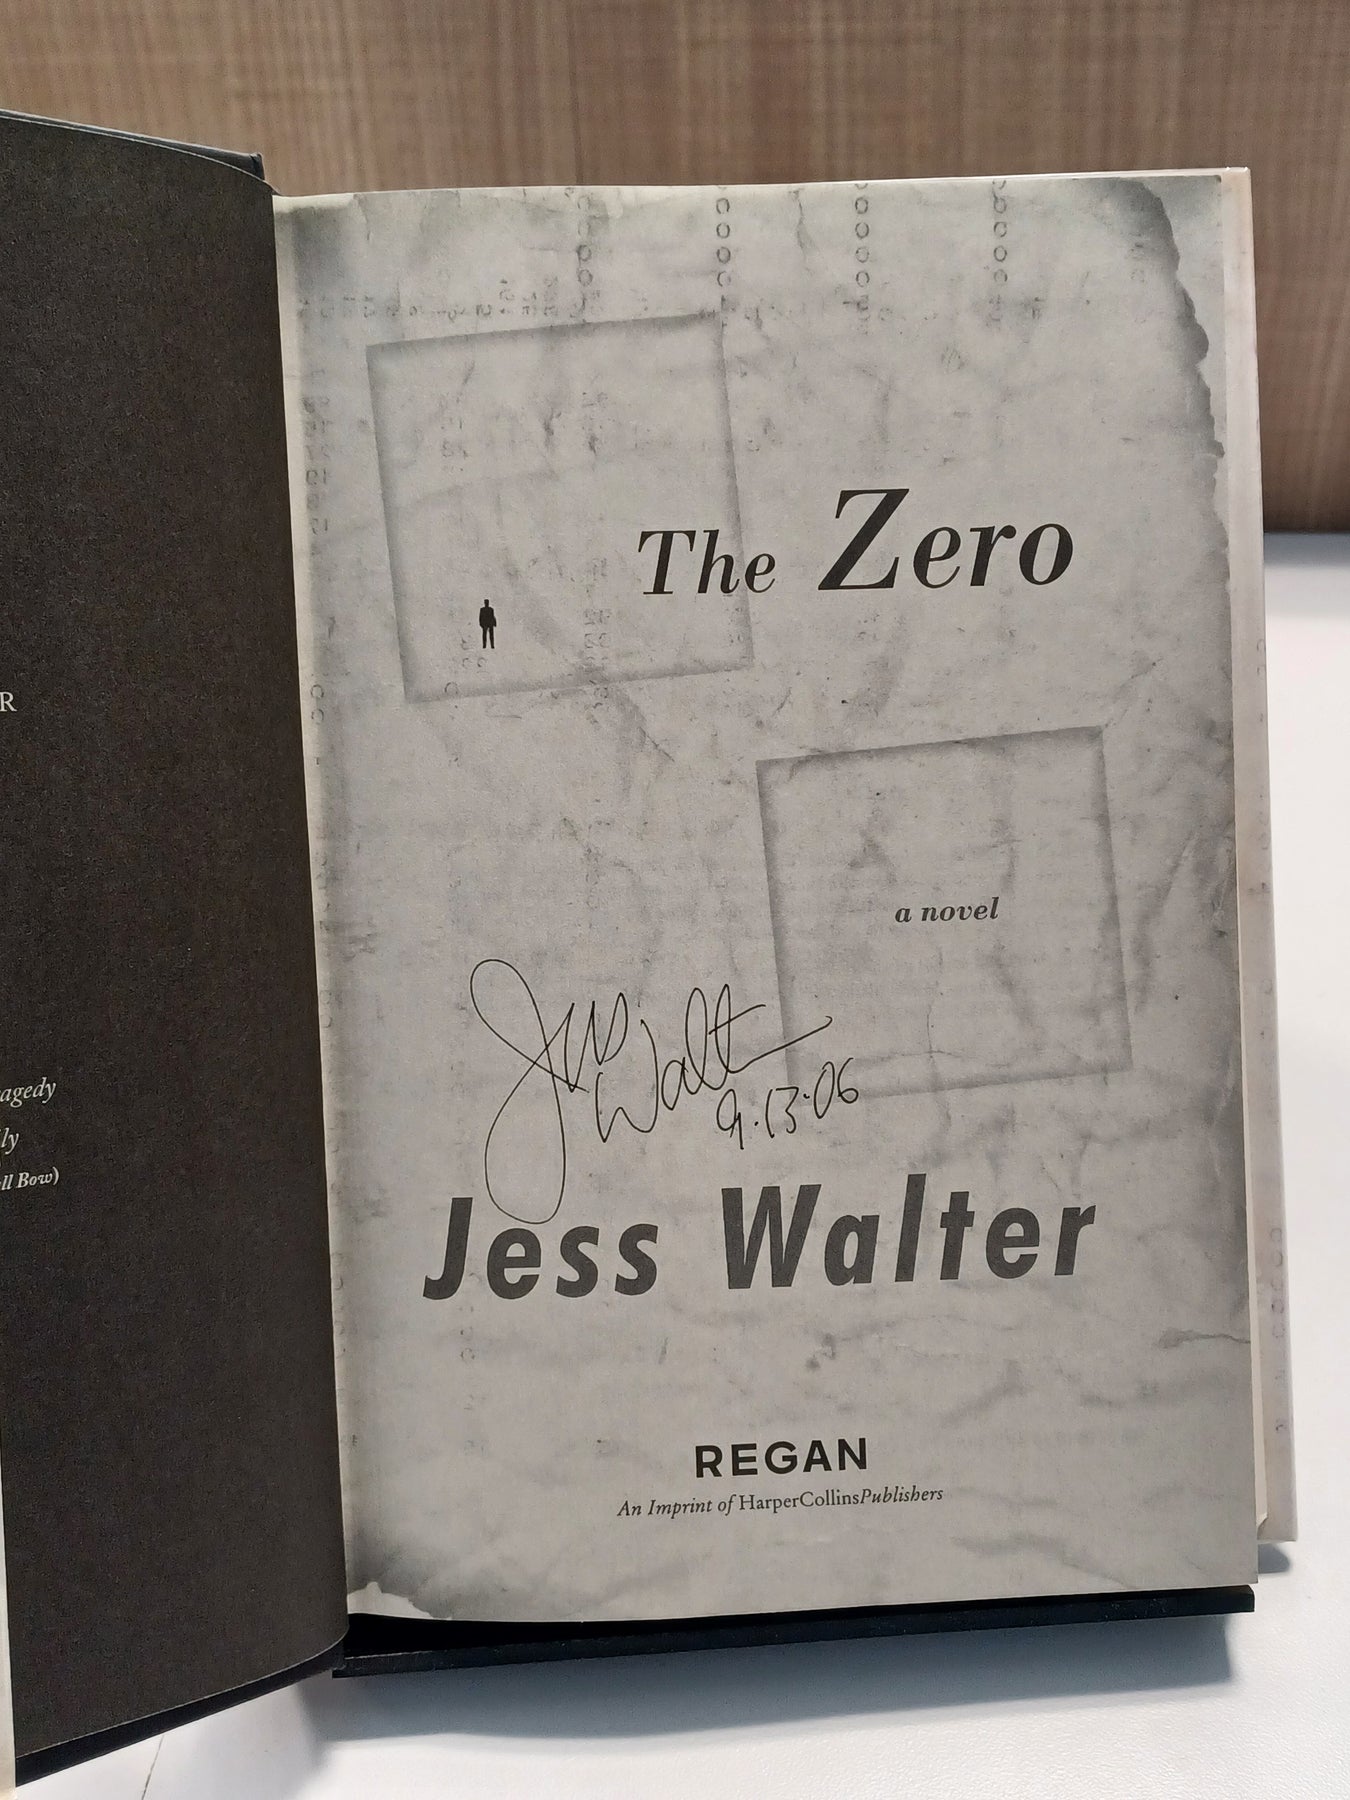 R
agedy
ly
ll Bow)
The Zero
a novel
Jess Walter
9.13.06
Jess Walter
REGAN
An Imprint of HarperCollinsPublishers